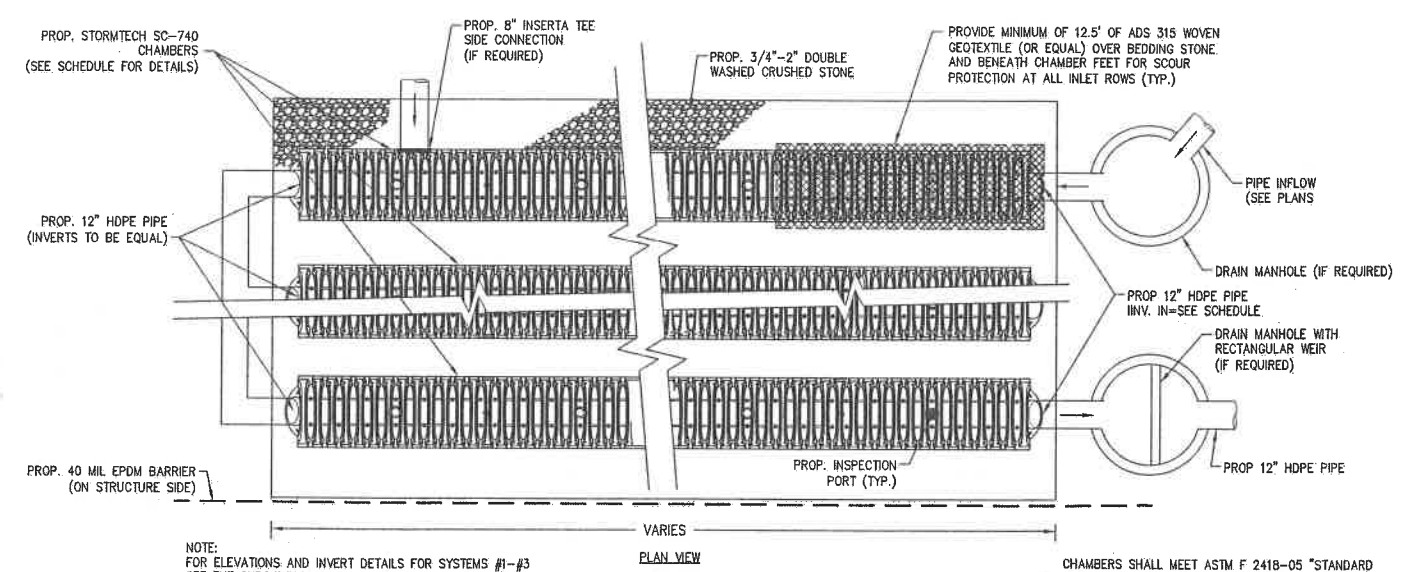 PROP. STORMTECH SC-740
CHAMBERS
(SEE SCHEDULE FOR DETAILS)
PROP. 8" INSERTA TEE
SIDE CONNECTION
(IF REQUIRED)
PROP. 3/4"-2" DOUBLE
WASHED CRUSHED STONE
PROVIDE MINIMUM OF 12.5' OF ADS 315 WOVEN
GEOTEXTILE (OR EQUAL) OVER BEDDING STONE
AND BENEATH CHAMBER FEET FOR SCOUR
PROTECTION AT ALL INLET ROWS (TYP.)
PIPE INFLOW
(SEE PLANS
PROP. 12" HDPE PIPE
(INVERTS TO BE EQUAL)
DRAIN MANHOLE (IF REQUIRED)
PROP 12" HDPE PIPE
IINV. IN=SEE SCHEDULE
DRAIN MANHOLE WITH
RECTANGULAR WEIR
(IF REQUIRED)
PROP. INSPECTION
PORT (TYP.)
PROP 12" HDPE PIPE
PROP. 40 MIL EPDM BARRIER
(ON STRUCTURE SIDE)
VARIES
PLAN VIEW
NOTE:
FOR ELEVATIONS AND INVERT DETAILS FOR SYSTEMS #1-#3
CHAMBERS SHALL MEET ASTM F 2418-05 "STANDARD